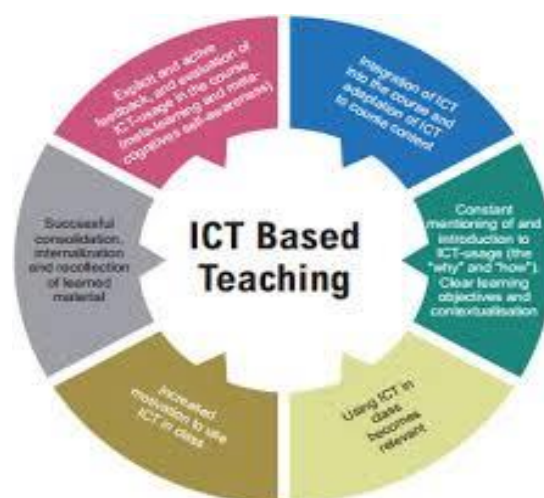 ICT Based
Teaching
Integration of ICT
into the course and
adaptation of ICT
to course content
Constant
mentioning of and
introduction to
ICT-usage (the
"why" and "how").
Clear learning
objectives and
contextualisation
Using ICT in
class
becomes
relevant
Increased
motivation to use
ICT in class
Successful
consolidation,
internalization
and recollection
of learned
material
Explicit and active
feedback, and evaluation of
ICT-usage in the course
(meta-learning and meta-
cognitives self-awareness)